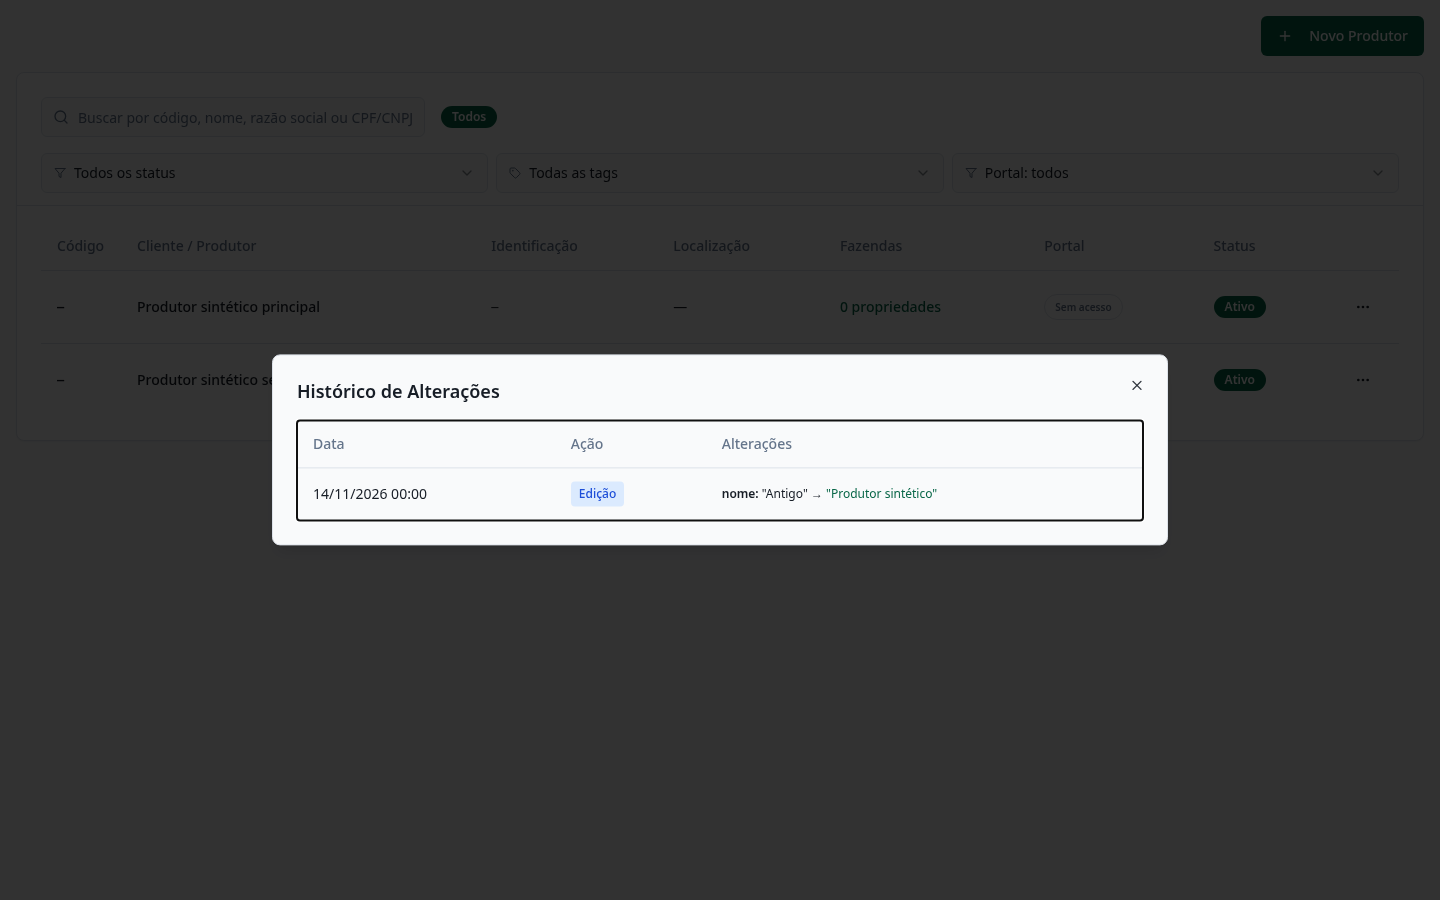 Novo Produtor
Buscar por código, nome, razão social ou CPF/CNPJ
Todos
Todos os status
Todas as tags
Portal: todos
Código Cliente / Produtor Identificação Localização Fazendas Portal Status
– Produtor sintético principal – — 0 propriedades Sem acesso Ativo
– Produtor sintético se Ativo
Histórico de Alterações
Data Ação Alterações
14/11/2026 00:00 Edição nome: "Antigo" → "Produtor sintético"